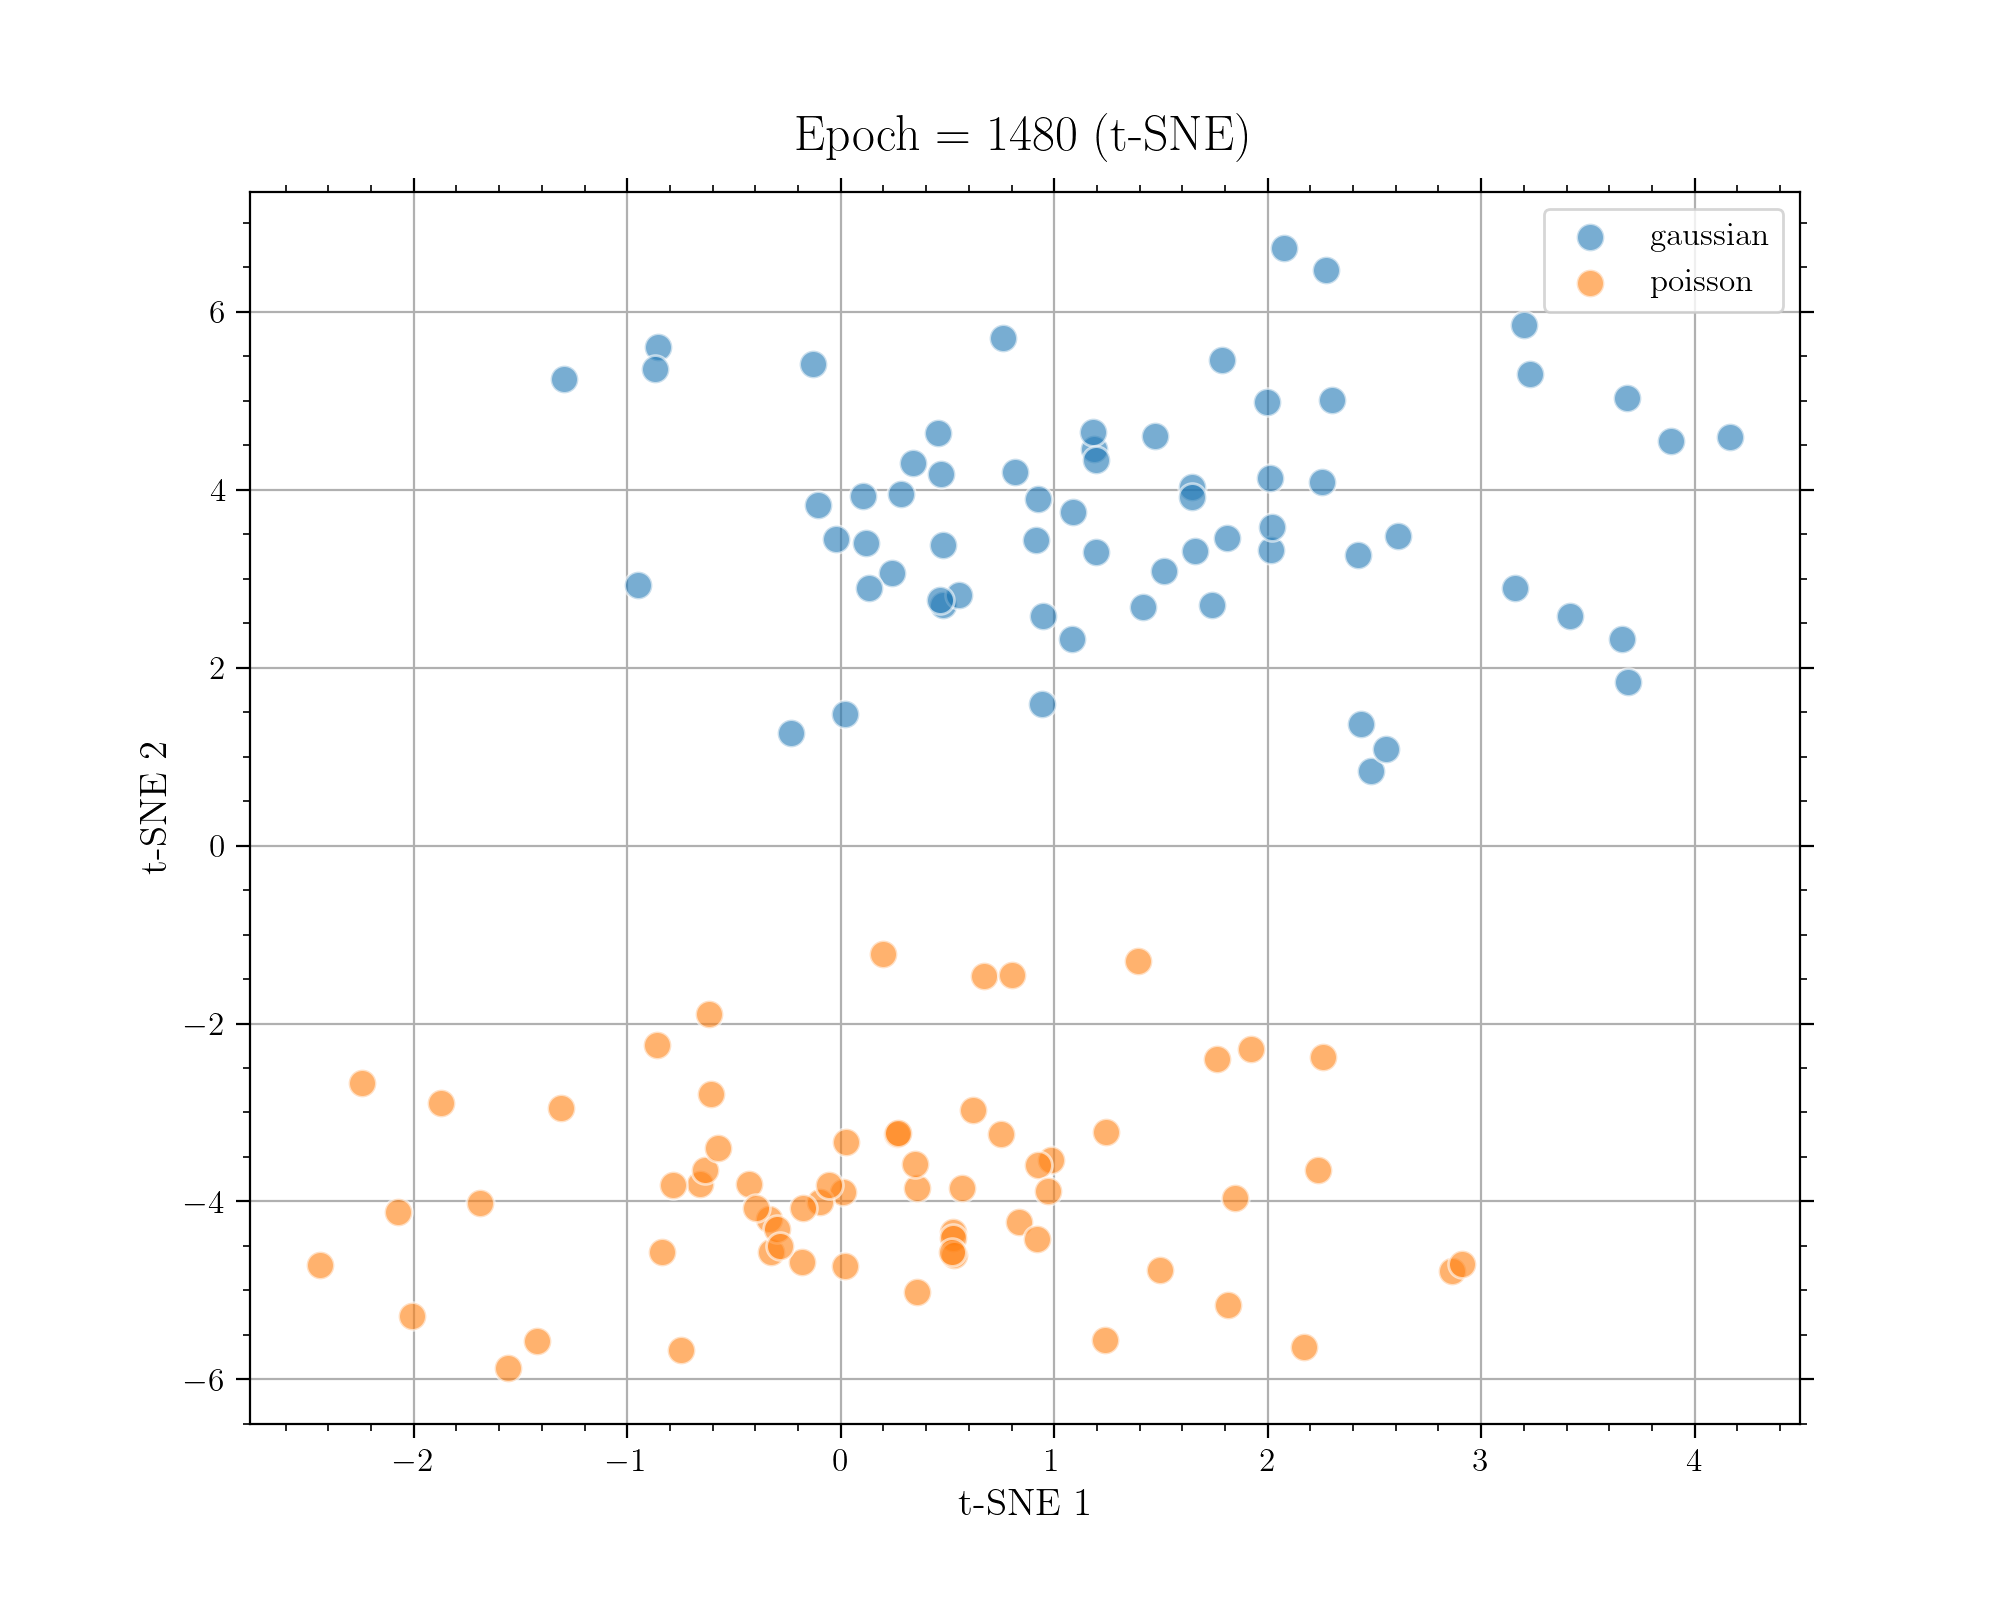 Epoch = 1480 (t-SNE)
gaussian
poisson
6
4
2
0
−2
−4
−6
t-SNE 2
−2 −1 0 1 2 3 4
t-SNE 1